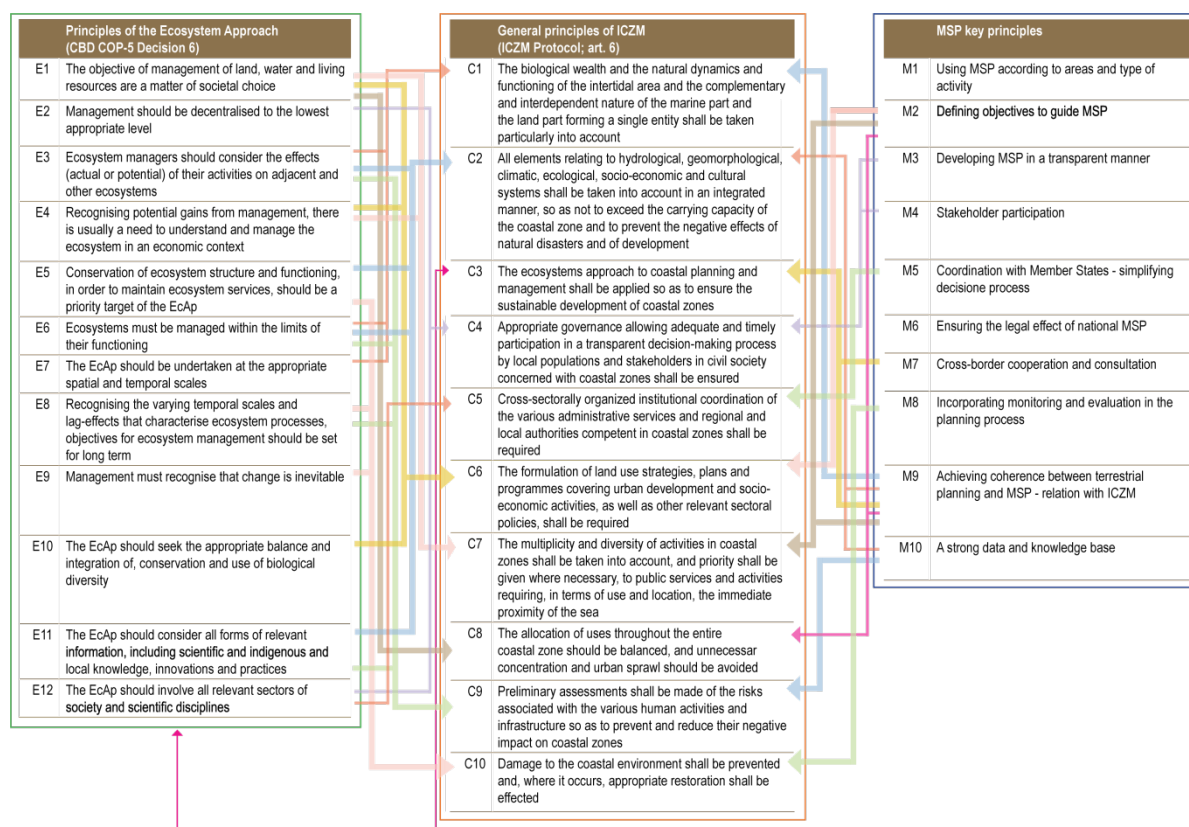 Principles of the Ecosystem Approach
(CBD COP-5 Decision 6)
E1 The objective of management of land, water and living
resources are a matter of societal choice
E2 Management should be decentralised to the lowest
appropriate level
E3 Ecosystem managers should consider the effects
(actual or potential) of their activities on adjacent and
other ecosystems
E4 Recognising potential gains from management, there
is usually a need to understand and manage the
ecosystem in an economic context
E5 Conservation of ecosystem structure and functioning,
in order to maintain ecosystem services, should be a
priority target of the EcAp
E6 Ecosystems must be managed within the limits of
their functioning
E7 The EcAp should be undertaken at the appropriate
spatial and temporal scales
E8 Recognising the varying temporal scales and
lag-effects that characterise ecosystem processes,
objectives for ecosystem management should be set
for long term
E9 Management must recognise that change is inevitable
E10 The EcAp should seek the appropriate balance and
integration of, conservation and use of biological
diversity
E11 The EcAp should consider all forms of relevant
information, including scientific and indigenous and
local knowledge, innovations and practices
E12 The EcAp should involve all relevant sectors of
society and scientific disciplines
General principles of ICZM
(ICZM Protocol; art. 6)
C1 The biological wealth and the natural dynamics and
functioning of the intertidal area and the complementary
and interdependent nature of the marine part and
the land part forming a single entity shall be taken
particularly into account
C2 All elements relating to hydrological, geomorphological,
climatic, ecological, socio-economic and cultural
systems shall be taken into account in an integrated
manner, so as not to exceed the carrying capacity of
the coastal zone and to prevent the negative effects of
natural disasters and of development
C3 The ecosystems approach to coastal planning and
management shall be applied so as to ensure the
sustainable development of coastal zones
C4 Appropriate governance allowing adequate and timely
participation in a transparent decision-making process
by local populations and stakeholders in civil society
concerned with coastal zones shall be ensured
C5 Cross-sectorally organized institutional coordination of
the various administrative services and regional and
local authorities competent in coastal zones shall be
required
C6 The formulation of land use strategies, plans and
programmes covering urban development and socio-
economic activities, as well as other relevant sectoral
policies, shall be required
C7 The multiplicity and diversity of activities in coastal
zones shall be taken into account, and priority shall be
given where necessary, to public services and activities
requiring, in terms of use and location, the immediate
proximity of the sea
C8 The allocation of uses throughout the entire
coastal zone should be balanced, and unnecessar
concentration and urban sprawl should be avoided
C9 Preliminary assessments shall be made of the risks
associated with the various human activities and
infrastructure so as to prevent and reduce their negative
impact on coastal zones
C10 Damage to the coastal environment shall be prevented
and, where it occurs, appropriate restoration shall be
effected
MSP key principles
M1 Using MSP according to areas and type of
activity
M2 Defining objectives to guide MSP
M3 Developing MSP in a transparent manner
M4 Stakeholder participation
M5 Coordination with Member States - simplifying
decisione process
M6 Ensuring the legal effect of national MSP
M7 Cross-border cooperation and consultation
M8 Incorporating monitoring and evaluation in the
planning process
M9 Achieving coherence between terrestrial
planning and MSP - relation with ICZM
M10 A strong data and knowledge base